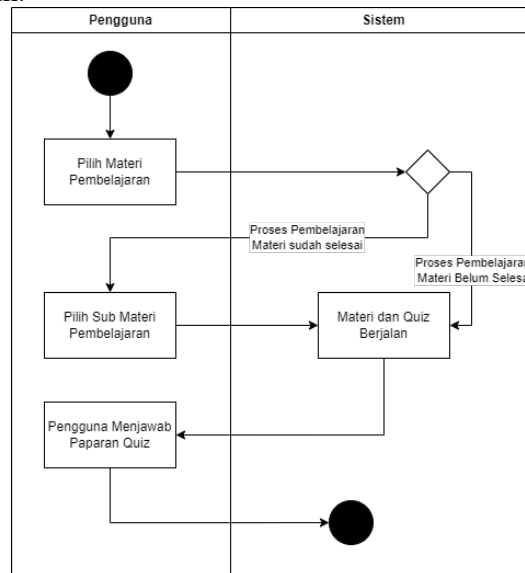 Pengguna
Sistem
Pilih Materi
Pembelajaran
Proses Pembelajaran
Materi sudah selesai
Proses Pembelajaran
Materi Belum Selesa
Pilih Sub Materi
Pembelajaran
Materi dan Quiz
Berjalan
Pengguna Menjawab
Paparan Quiz